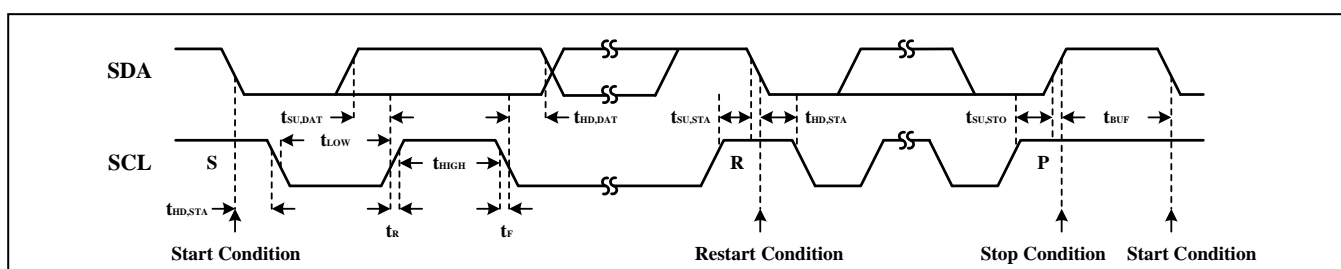 SDA
tSU,DAT tHD,DAT tSU,STA tHD,STA tSU,STO tBUF
tLOW
SCL S tHIGH R P
tHD,STA
tR tF
Start Condition Restart Condition Stop Condition Start Condition